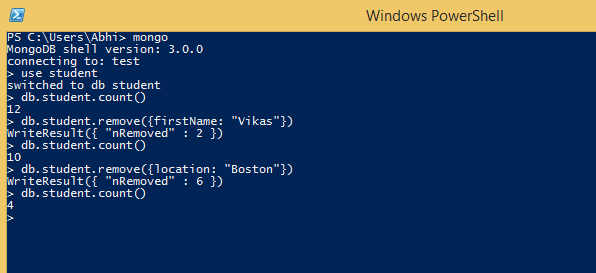 Windows PowerShell
PS C:\Users\Abhi> mongo
MongoDB shell version: 3.0.0
connecting to: test
> use student
switched to db student
> db.student.count()
12
> db.student.remove({firstName: "Vikas"})
WriteResult({ "nRemoved" : 2 })
> db.student.count()
10
> db.student.remove({location: "Boston"})
WriteResult({ "nRemoved" : 6 })
> db.student.count()
4
>